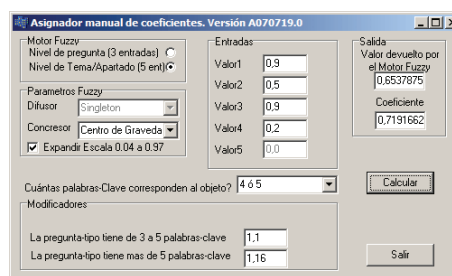 Asignador manual de coeficientes. Versión A070719.0
Motor Fuzzy
Nivel de pregunta (3 entradas)
Nivel de Tema/Apartado (5 ent)
Parametros Fuzzy
Difusor Singleton
Concresor Centro de Graveda
Expandir Escala 0.04 a 0.97
Entradas
Valor1 0,9
Valor2 0,5
Valor3 0,9
Valor4 0,2
Valor5 0,0
Salida
Valor devuelto por
el Motor Fuzzy
0,6537875
Coeficiente
0,7191662
Cuántas palabras-Clave corresponden al objeto? 4 ó 5
Calcular
Modificadores
La pregunta-tipo tiene de 3 a 5 palabras-clave 1,1
La pregunta-tipo tiene mas de 5 palabras-clave 1,16
Salir